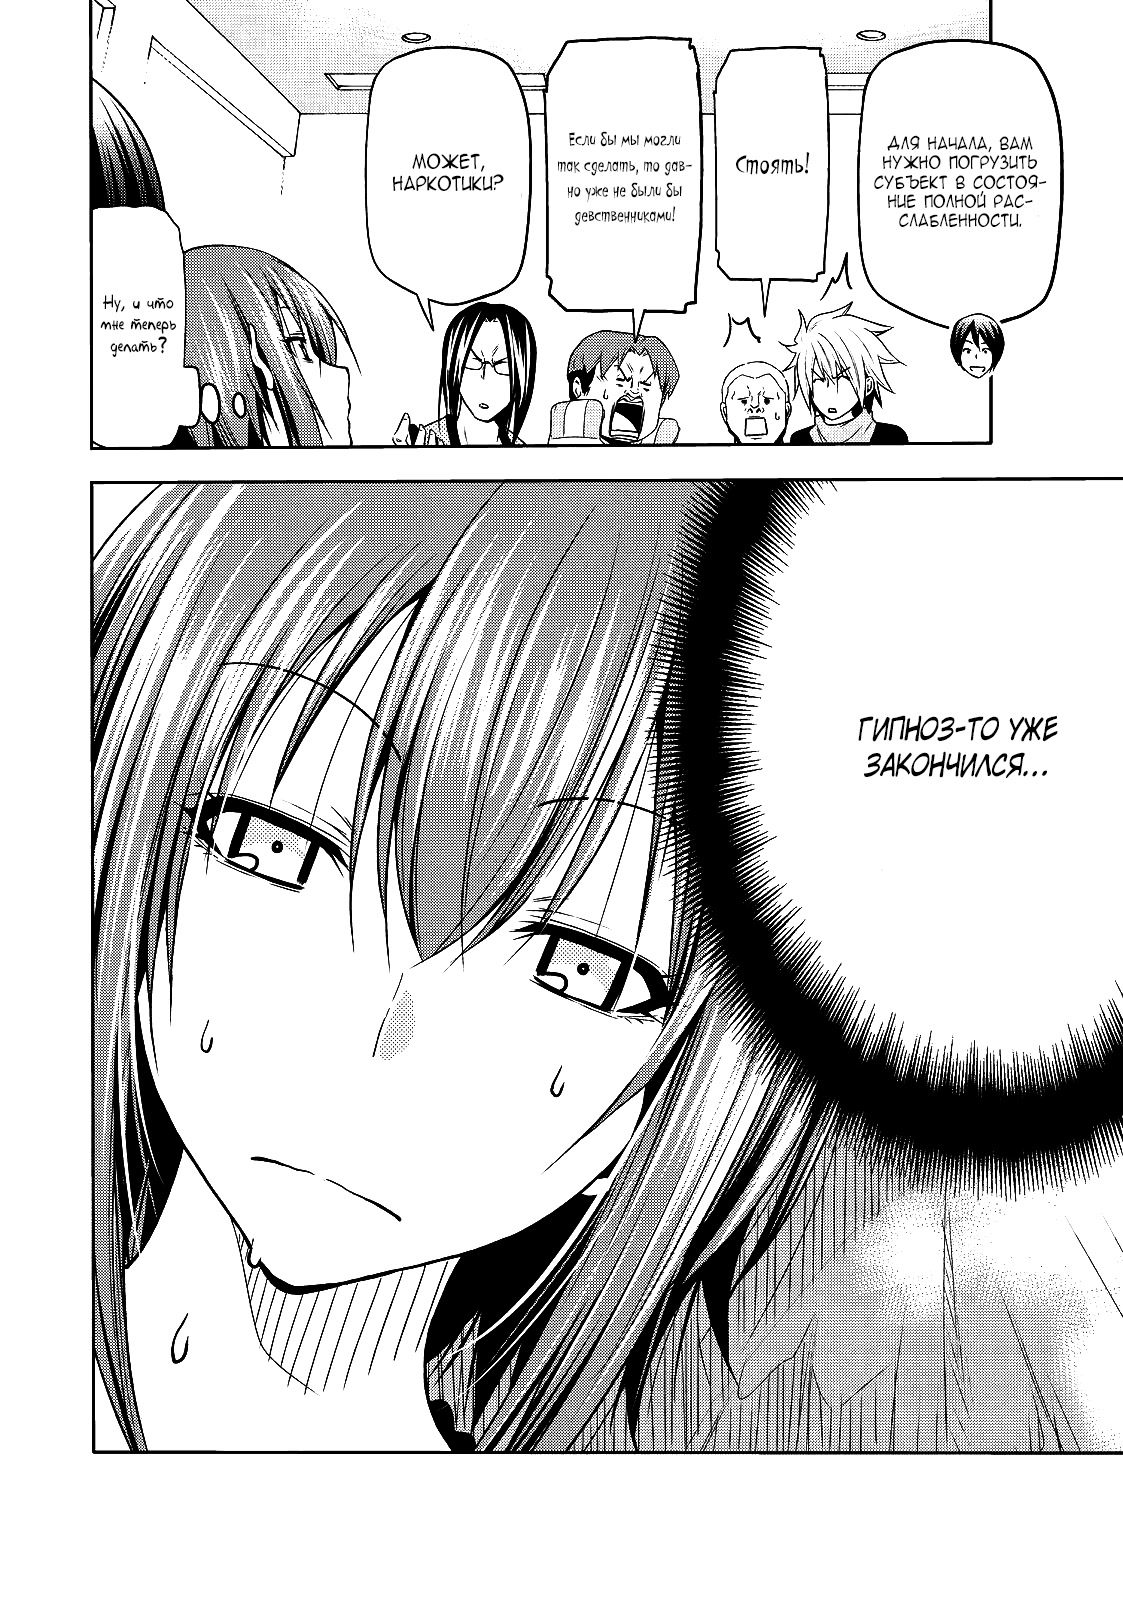 ДЛЯ НАЧАЛА, ВАМ
НУЖНО ПОГРУЗИТЬ
СУБЪЕКТ В СОСТОЯ-
НИЕ ПОЛНОЙ РАС-
СЛАБЛЕННОСТИ.
Стоять!
Если бы мы могли
так сделать, то дав-
но уже не были бы
девственниками!
МОЖЕТ,
НАРКОТИКИ?
Ну, и что
мне теперь
делать?
ГИПНОЗ-ТО УЖЕ
ЗАКОНЧИЛСЯ...